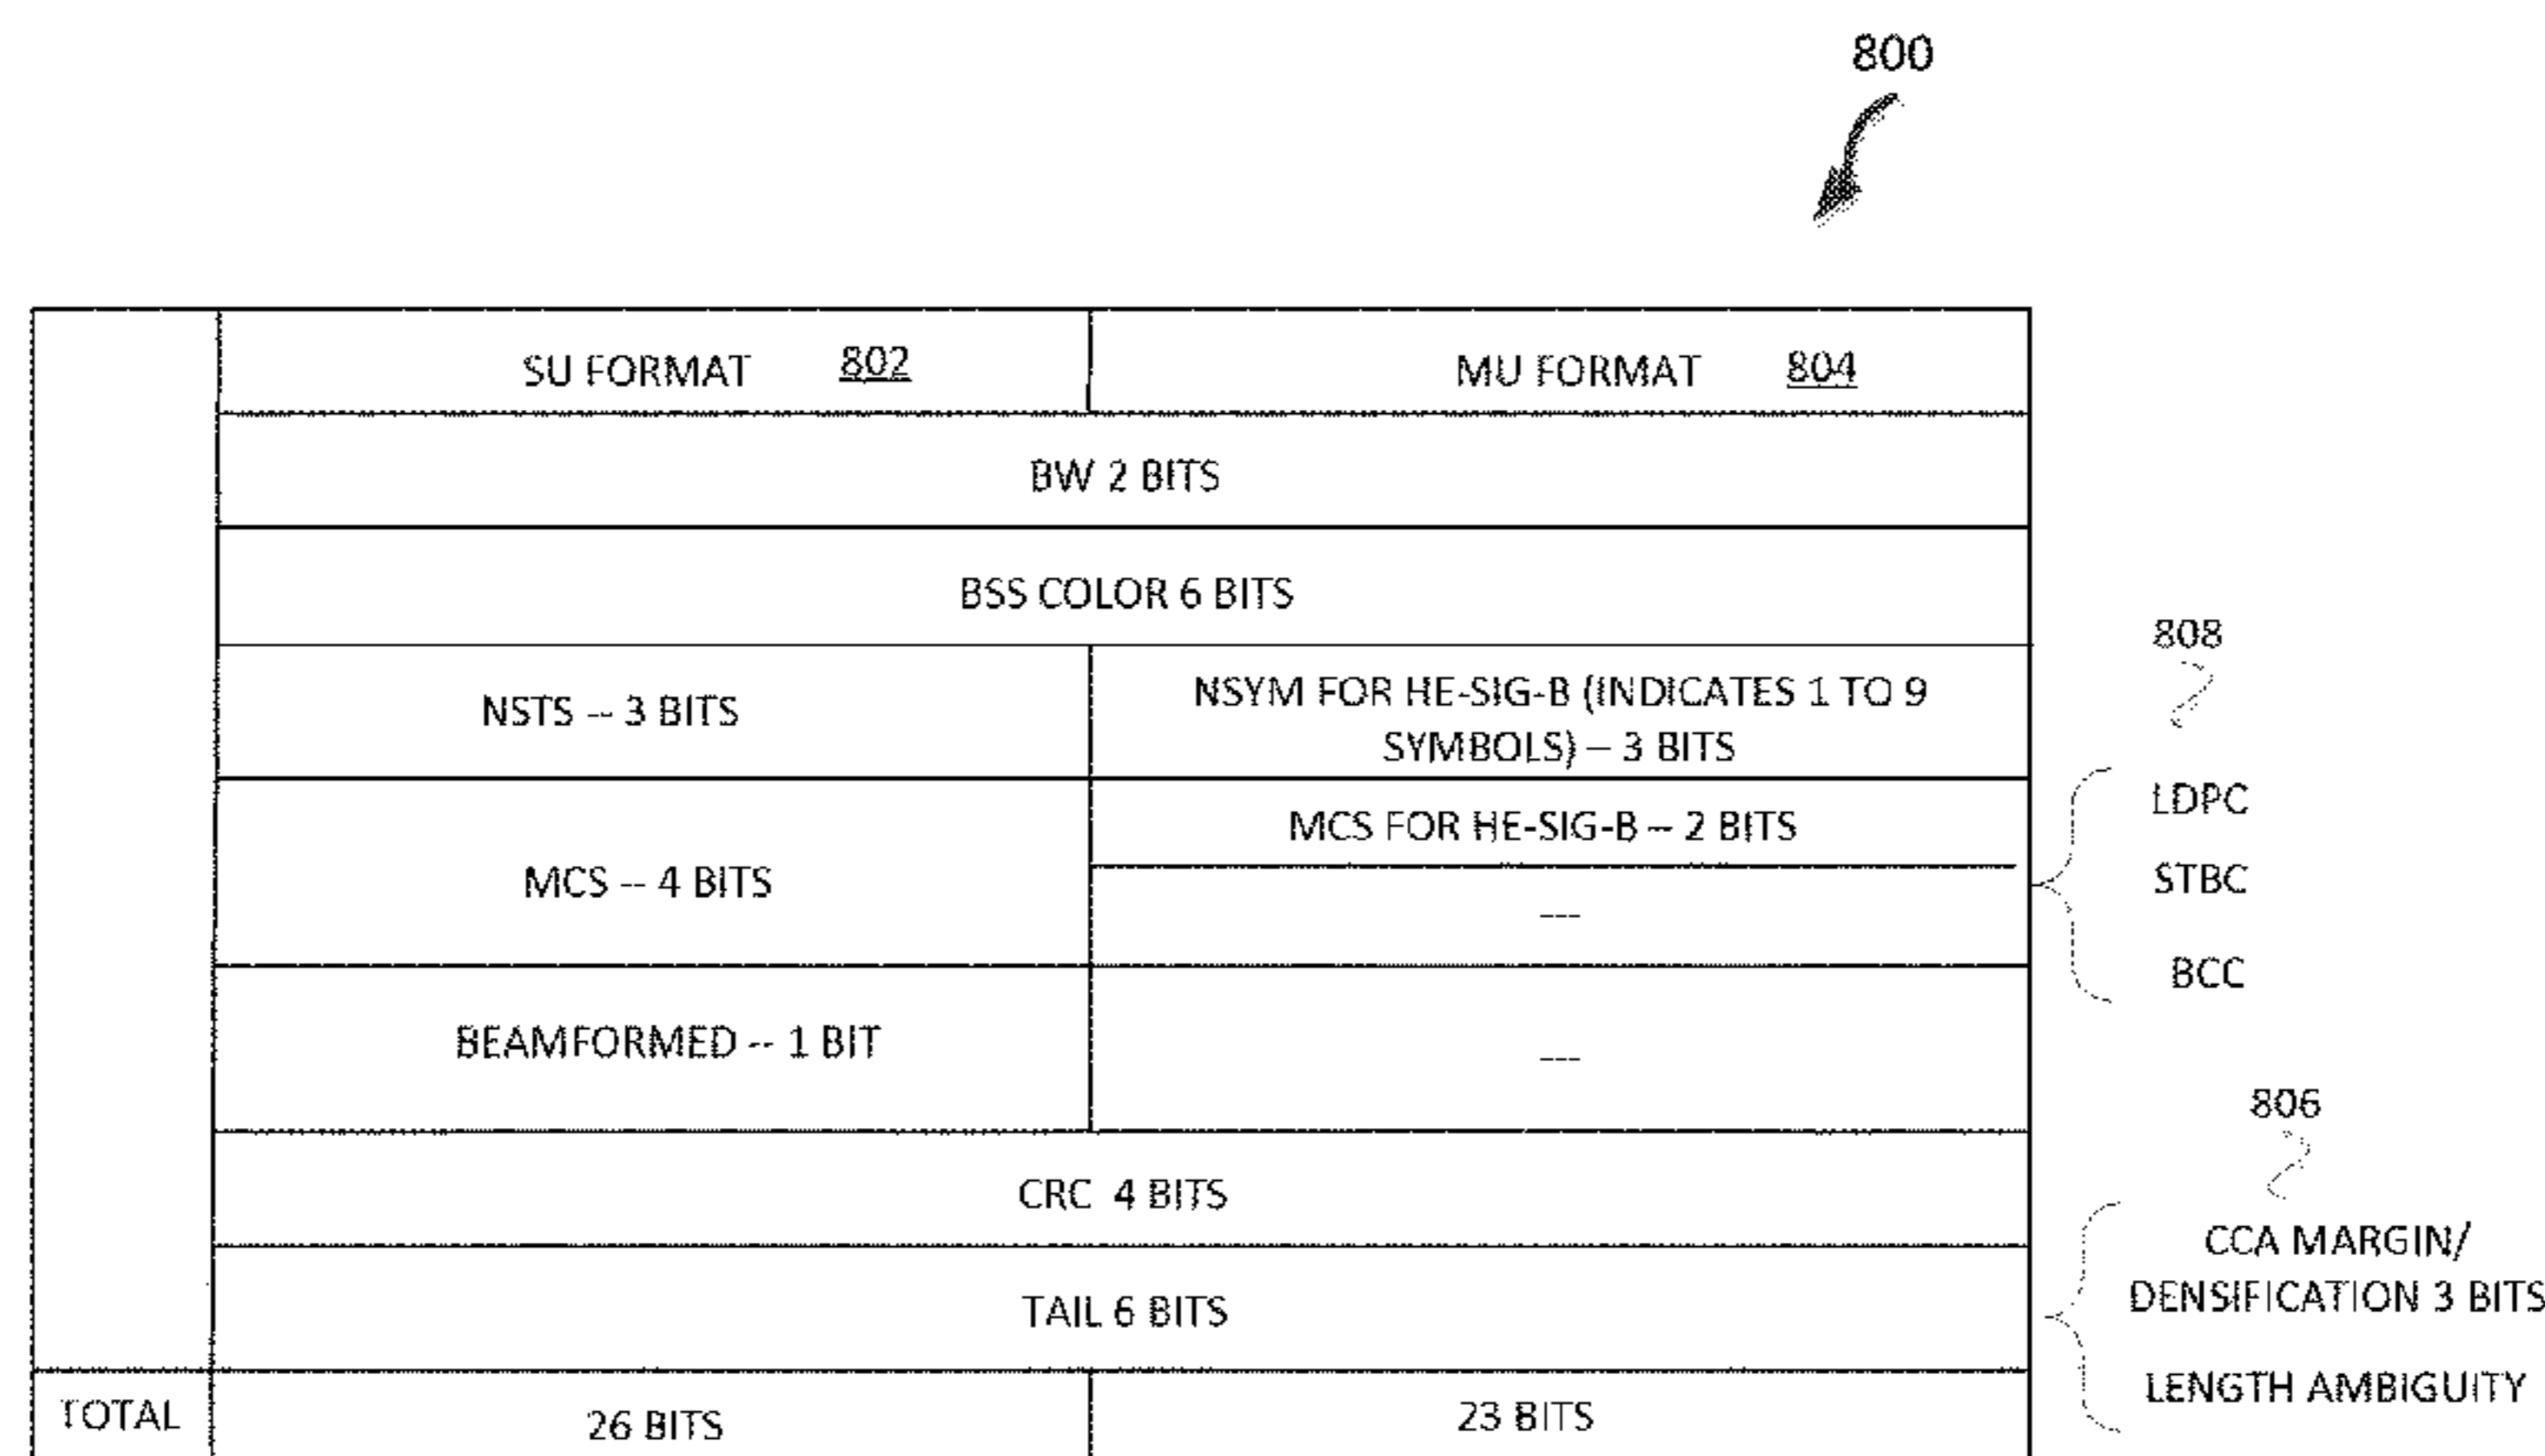 800
SU FORMAT 802
MU FORMAT 804
BW 2 BITS
BSS COLOR 6 BITS
NSTS -- 3 BITS
NSYM FOR HE-SIG-B (INDICATES 1 TO 9
SYMBOLS) -- 3 BITS
MCS -- 4 BITS
MCS FOR HE-SIG-B -- 2 BITS
---
BEAMFORMED -- 1 BIT
---
CRC 4 BITS
TAIL 6 BITS
TOTAL
26 BITS
23 BITS
808
LDPC
STBC
BCC
806
CCA MARGIN/
DENSIFICATION 3 BITS
LENGTH AMBIGUITY